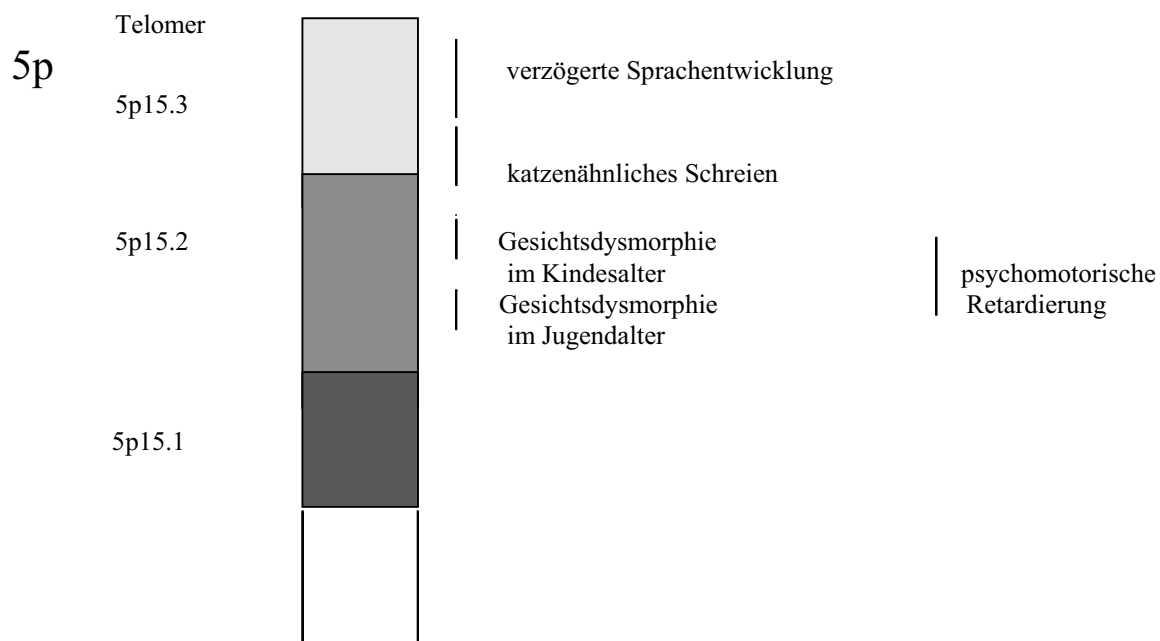 Telomer
5p
verzögerte Sprachentwicklung
5p15.3
katzenähnliches Schreien
5p15.2
Gesichtsdysmorphie
im Kindesalter
psychomotorische
Retardierung
Gesichtsdysmorphie
im Jugendalter
5p15.1